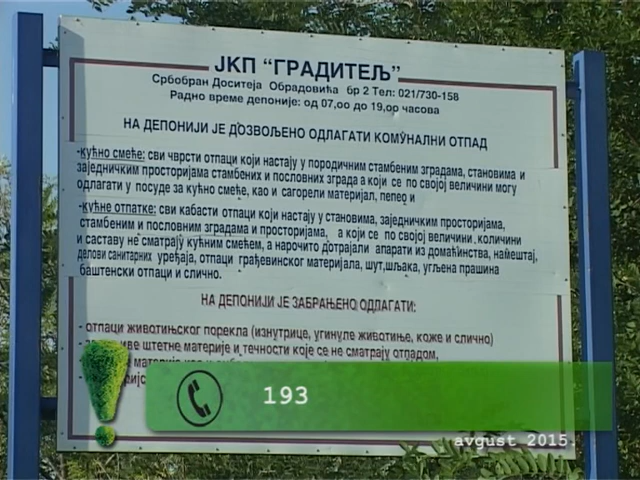 ЈКП “ГРАДИТЕЉ”
Србобран Доситеја Обрадовића бр 2 Тел: 021/730-158
Радно време депоније: од 07,оо до 19,ор часова
НА ДЕПОНИЈИ ЈЕ ДОЗВОЉЕНО ОДЛАГАТИ КОМУНАЛНИ ОТПАД
-кућно смеће: сви чврсти отпаци који настају у породичним стамбеним зградама, становима и
заједничким просторијама стамбених и пословних зграда а који се по својој величини могу
одлагати у посуде за кућно смеће, као и сагорели материјал, пепео и
-кућне отпатке: сви кабасти отпаци који настају у становима, заједничким просторијама,
стамбеним и пословним зградама и просторијама, а који се по својој величини, количини
и саставу не сматрају кућним смећем, а нарочито дотрајали апарати из домаћинства, намештај,
делови санитарних уређаја, отпаци грађевинског материјала, шут,шљака, угљена прашина
баштенски отпаци и слично.
НА ДЕПОНИЈИ ЈЕ ЗАБРАЊЕНО ОДЛАГАТИ:
- отпаци животињског порекла (изнутрице, угинуле животиње, коже и слично)
штетне материје и течности које се не сматрају отпадом,
193
avgust 2015.